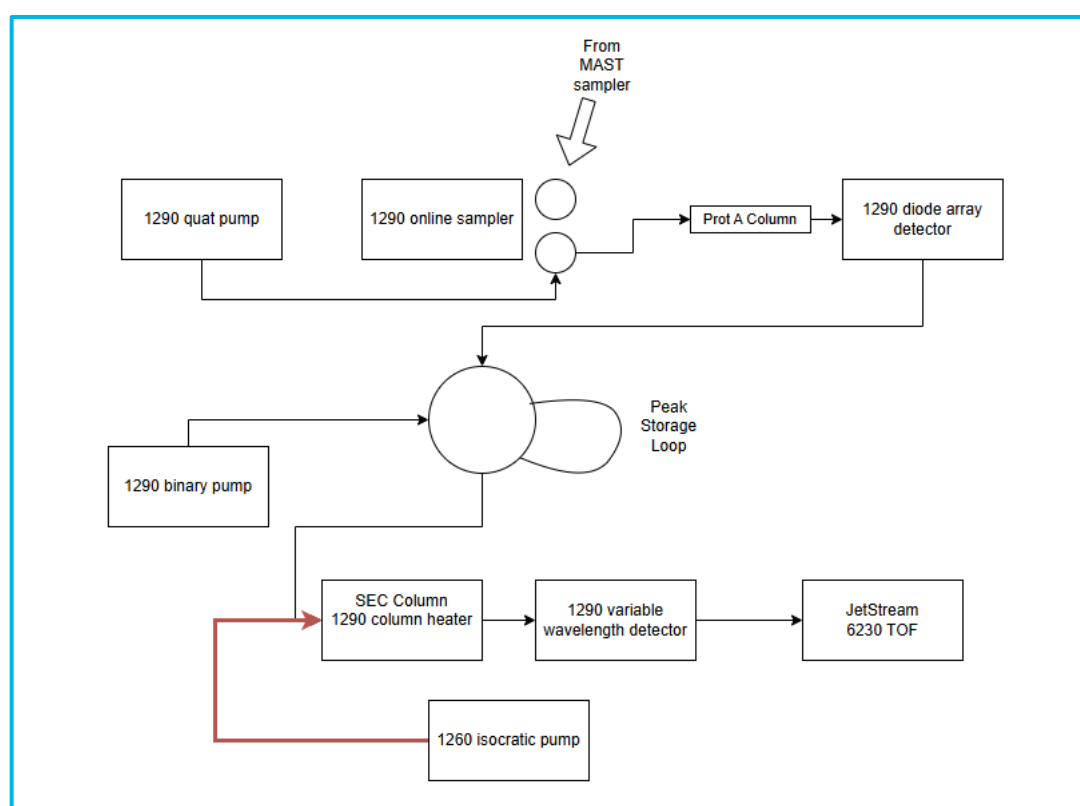 From
MAST
sampler
1290 quat pump
1290 online sampler
Prot A Column
1290 diode array
detector
Peak
Storage
Loop
1290 binary pump
SEC Column
1290 column heater
1290 variable
wavelength detector
JetStream
6230 TOF
1260 isocratic pump